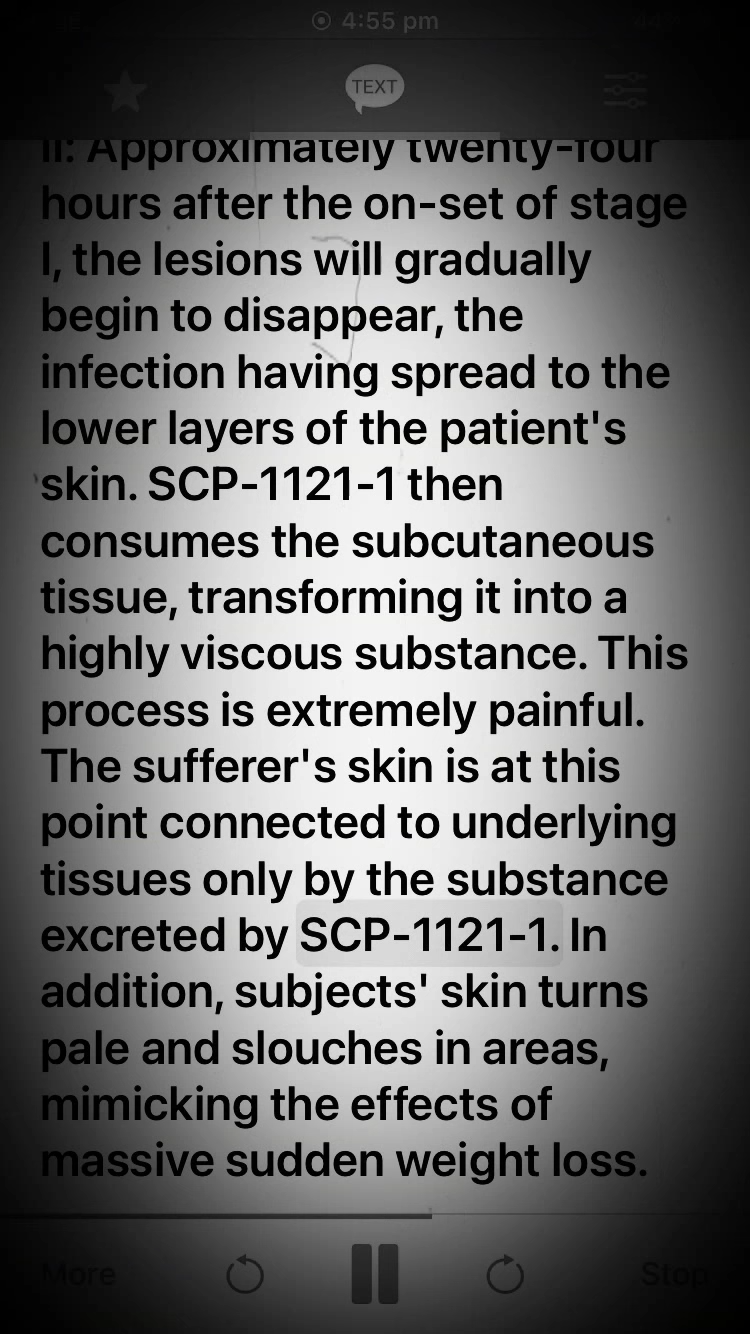 4:55 pm
TEXT
II: Approximately twenty-four
hours after the on-set of stage
I, the lesions will gradually
begin to disappear, the
infection having spread to the
lower layers of the patient's
skin. SCP-1121-1 then
consumes the subcutaneous
tissue, transforming it into a
highly viscous substance. This
process is extremely painful.
The sufferer's skin is at this
point connected to underlying
tissues only by the substance
excreted by SCP-1121-1. In
addition, subjects' skin turns
pale and slouches in areas,
mimicking the effects of
massive sudden weight loss.
More
Stop